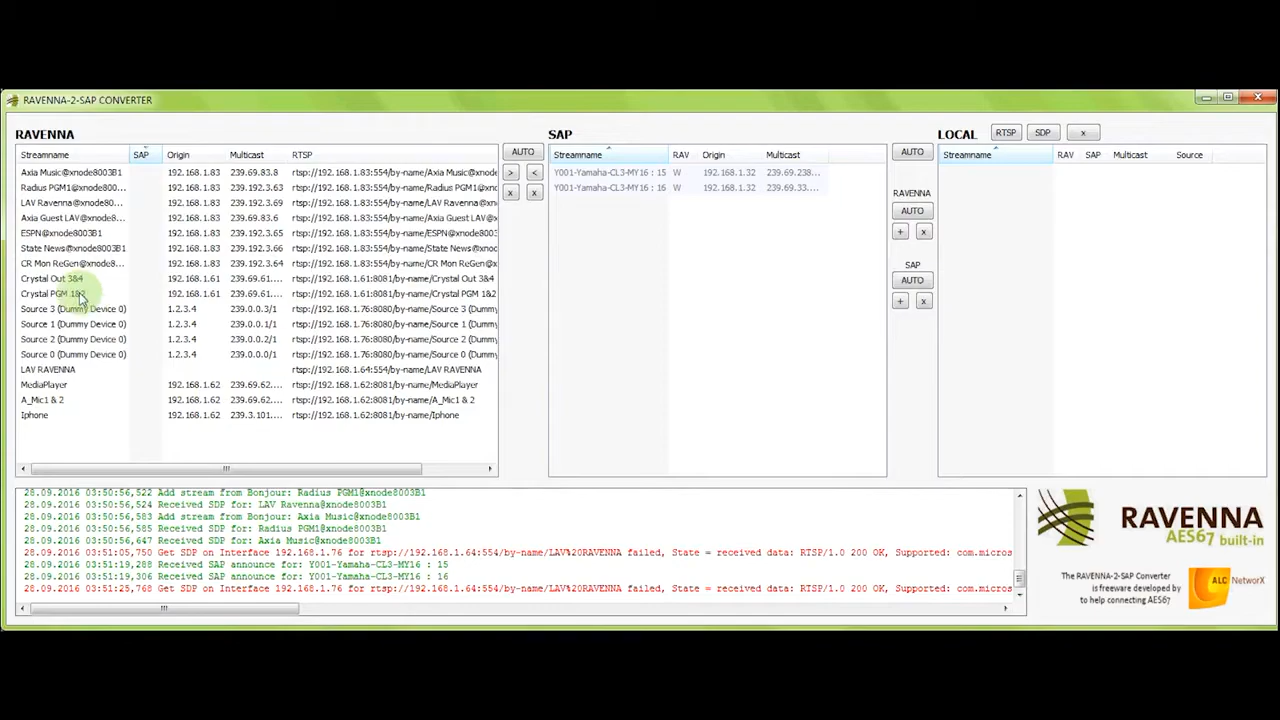 RAVENNA-2-SAP CONVERTER
RAVENNA
Streamname SAP Origin Multicast RTSP
Axia Music@xnode8003B1 192.168.1.83 239.69.83.8 rtsp://192.168.1.83:554/by-name/Axia Music@xnode
Radius PGM1@xnode80... 192.168.1.83 239.192.3.65 rtsp://192.168.1.83:554/by-name/Radius PGM1@xn
LAV Ravenna@xnode8... 192.168.1.83 239.192.3.69 rtsp://192.168.1.83:554/by-name/LAV Ravenna@xn
Axia Guest LAV@xnode... 192.168.1.83 239.69.83.6 rtsp://192.168.1.83:554/by-name/Axia Guest LAV@x
ESPN@xnode8003B1 192.168.1.83 239.192.3.65 rtsp://192.168.1.83:554/by-name/ESPN@xnode8003B
State News@xnode8003B1 192.168.1.83 239.192.3.66 rtsp://192.168.1.83:554/by-name/State News@xnode
CR Mon ReGen@xnode8... 192.168.1.83 239.192.3.64 rtsp://192.168.1.83:554/by-name/CR Mon ReGen@x
Crystal Out 3&4 192.168.1.61 239.69.61.... rtsp://192.168.1.61:8081/by-name/Crystal Out 3&4
Crystal PGM 1&2 192.168.1.61 239.69.61.... rtsp://192.168.1.61:8081/by-name/Crystal PGM 1&2
Source 3 (Dummy Device 0) 1.2.3.4 239.0.0.3/1 rtsp://192.168.1.76:8080/by-name/Source 3 (Dummy
Source 1 (Dummy Device 0) 1.2.3.4 239.0.0.1/1 rtsp://192.168.1.76:8080/by-name/Source 1 (Dummy
Source 2 (Dummy Device 0) 1.2.3.4 239.0.0.2/1 rtsp://192.168.1.76:8080/by-name/Source 2 (Dummy
Source 0 (Dummy Device 0) 1.2.3.4 239.0.0.0/1 rtsp://192.168.1.76:8080/by-name/Source 0 (Dummy
LAV RAVENNA rtsp://192.168.1.64:554/by-name/LAV RAVENNA
MediaPlayer 192.168.1.62 239.69.62.... rtsp://192.168.1.62:8081/by-name/MediaPlayer
A_Mic1 & 2 192.168.1.62 239.69.62.... rtsp://192.168.1.62:8081/by-name/A_Mic1 & 2
Iphone 192.168.1.62 239.3.101.... rtsp://192.168.1.62:8081/by-name/Iphone
AUTO
> <
x x
SAP
Streamname RAV Origin Multicast
Y001-Yamaha-CL3-MY16 : 15 W 192.168.1.32 239.69.238...
Y001-Yamaha-CL3-MY16 : 16 W 192.168.1.32 239.69.33....
AUTO
RAVENNA
AUTO
+ x
SAP
AUTO
+ x
LOCAL RTSP SDP x
Streamname RAV SAP Multicast Source
28.09.2016 03:50:56,522 Add stream from Bonjour: Radius PGM1@xnode8003B1
28.09.2016 03:50:56,524 Received SDP for: LAV Ravenna@xnode8003B1
28.09.2016 03:50:56,583 Add stream from Bonjour: Axia Music@xnode8003B1
28.09.2016 03:50:56,585 Received SDP for: Radius PGM1@xnode8003B1
28.09.2016 03:50:56,647 Received SDP for: Axia Music@xnode8003B1
28.09.2016 03:51:05,750 Get SDP on Interface 192.168.1.76 for rtsp://192.168.1.64:554/by-name/LAV%20RAVENNA failed, State = received data: RTSP/1.0 200 OK, Supported: com.micros
28.09.2016 03:51:19,288 Received SAP announce for: Y001-Yamaha-CL3-MY16 : 15
28.09.2016 03:51:19,306 Received SAP announce for: Y001-Yamaha-CL3-MY16 : 16
28.09.2016 03:51:25,768 Get SDP on Interface 192.168.1.76 for rtsp://192.168.1.64:554/by-name/LAV%20RAVENNA failed, State = received data: RTSP/1.0 200 OK, Supported: com.micros
RAVENNA
AES67 built-in
The RAVENNA-2-SAP Converter
is freeware developed by
to help connecting AES67
ALC NetworX